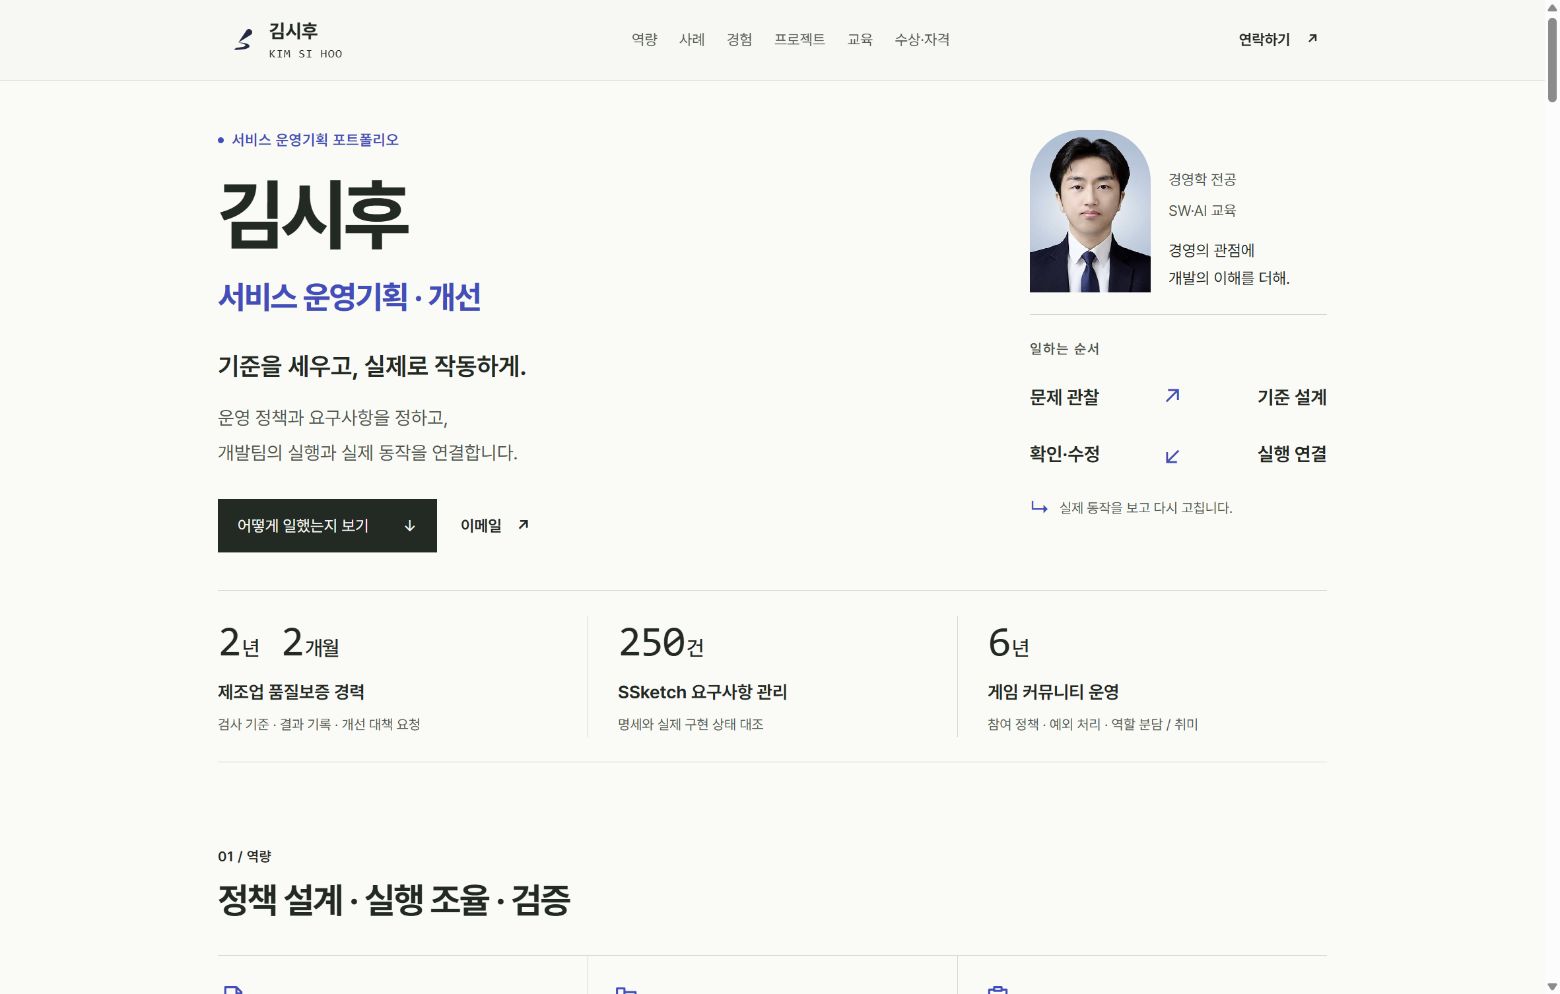 김시후
KIM SI HOO
역량 사례 경험 프로젝트 교육 수상·자격
연락하기
서비스 운영기획 포트폴리오
김시후
서비스 운영기획 · 개선
기준을 세우고, 실제로 작동하게.
운영 정책과 요구사항을 정하고,
개발팀의 실행과 실제 동작을 연결합니다.
어떻게 일했는지 보기
이메일
경영학 전공
SW·AI 교육
경영의 관점에
개발의 이해를 더해.
일하는 순서
문제 관찰 기준 설계
확인·수정 실행 연결
실제 동작을 보고 다시 고칩니다.
2년 2개월
제조업 품질보증 경력
검사 기준 · 결과 기록 · 개선 대책 요청
250건
SSketch 요구사항 관리
명세와 실제 구현 상태 대조
6년
게임 커뮤니티 운영
참여 정책 · 예외 처리 · 역할 분담 / 취미
01 / 역량
정책 설계 · 실행 조율 · 검증